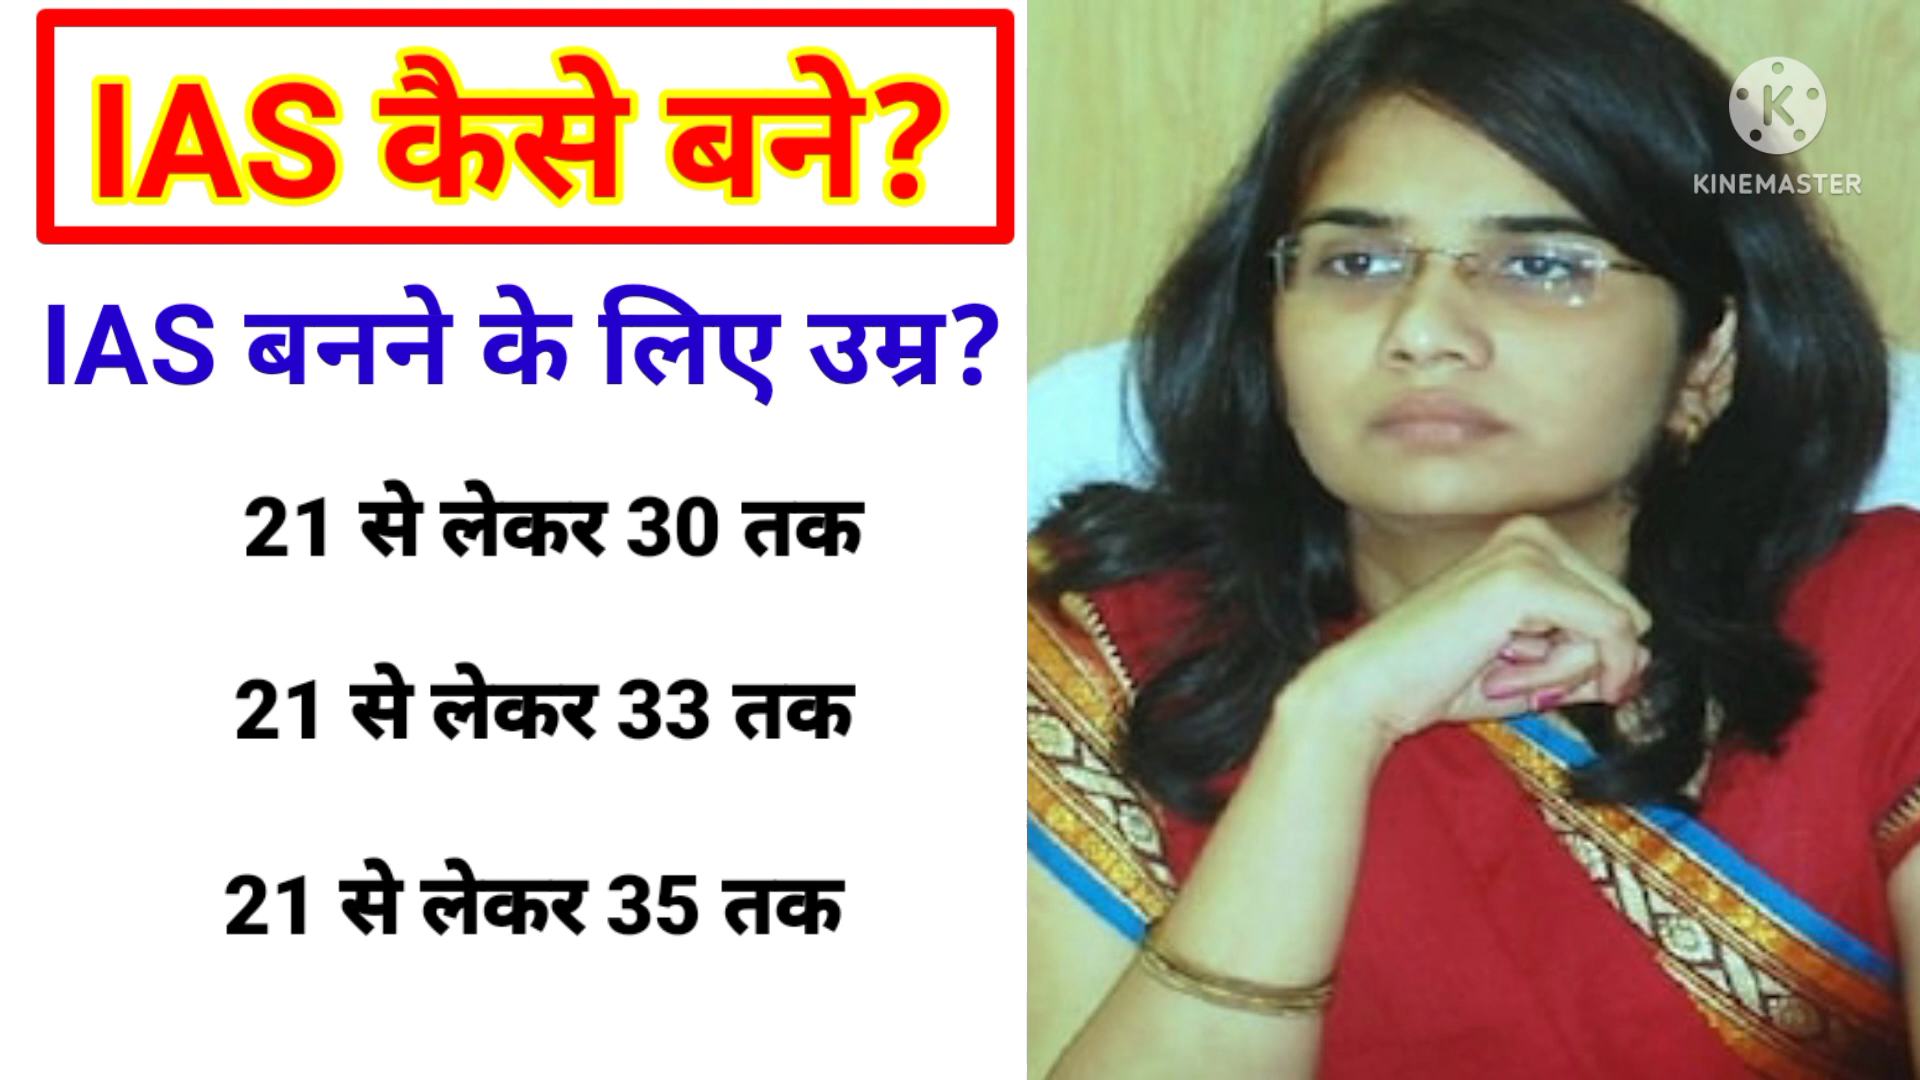 IAS कैसे बने?
IAS बनने के लिए उम्र?
21 से लेकर 30 तक
21 से लेकर 33 तक
21 से लेकर 35 तक
K
KINEMASTER